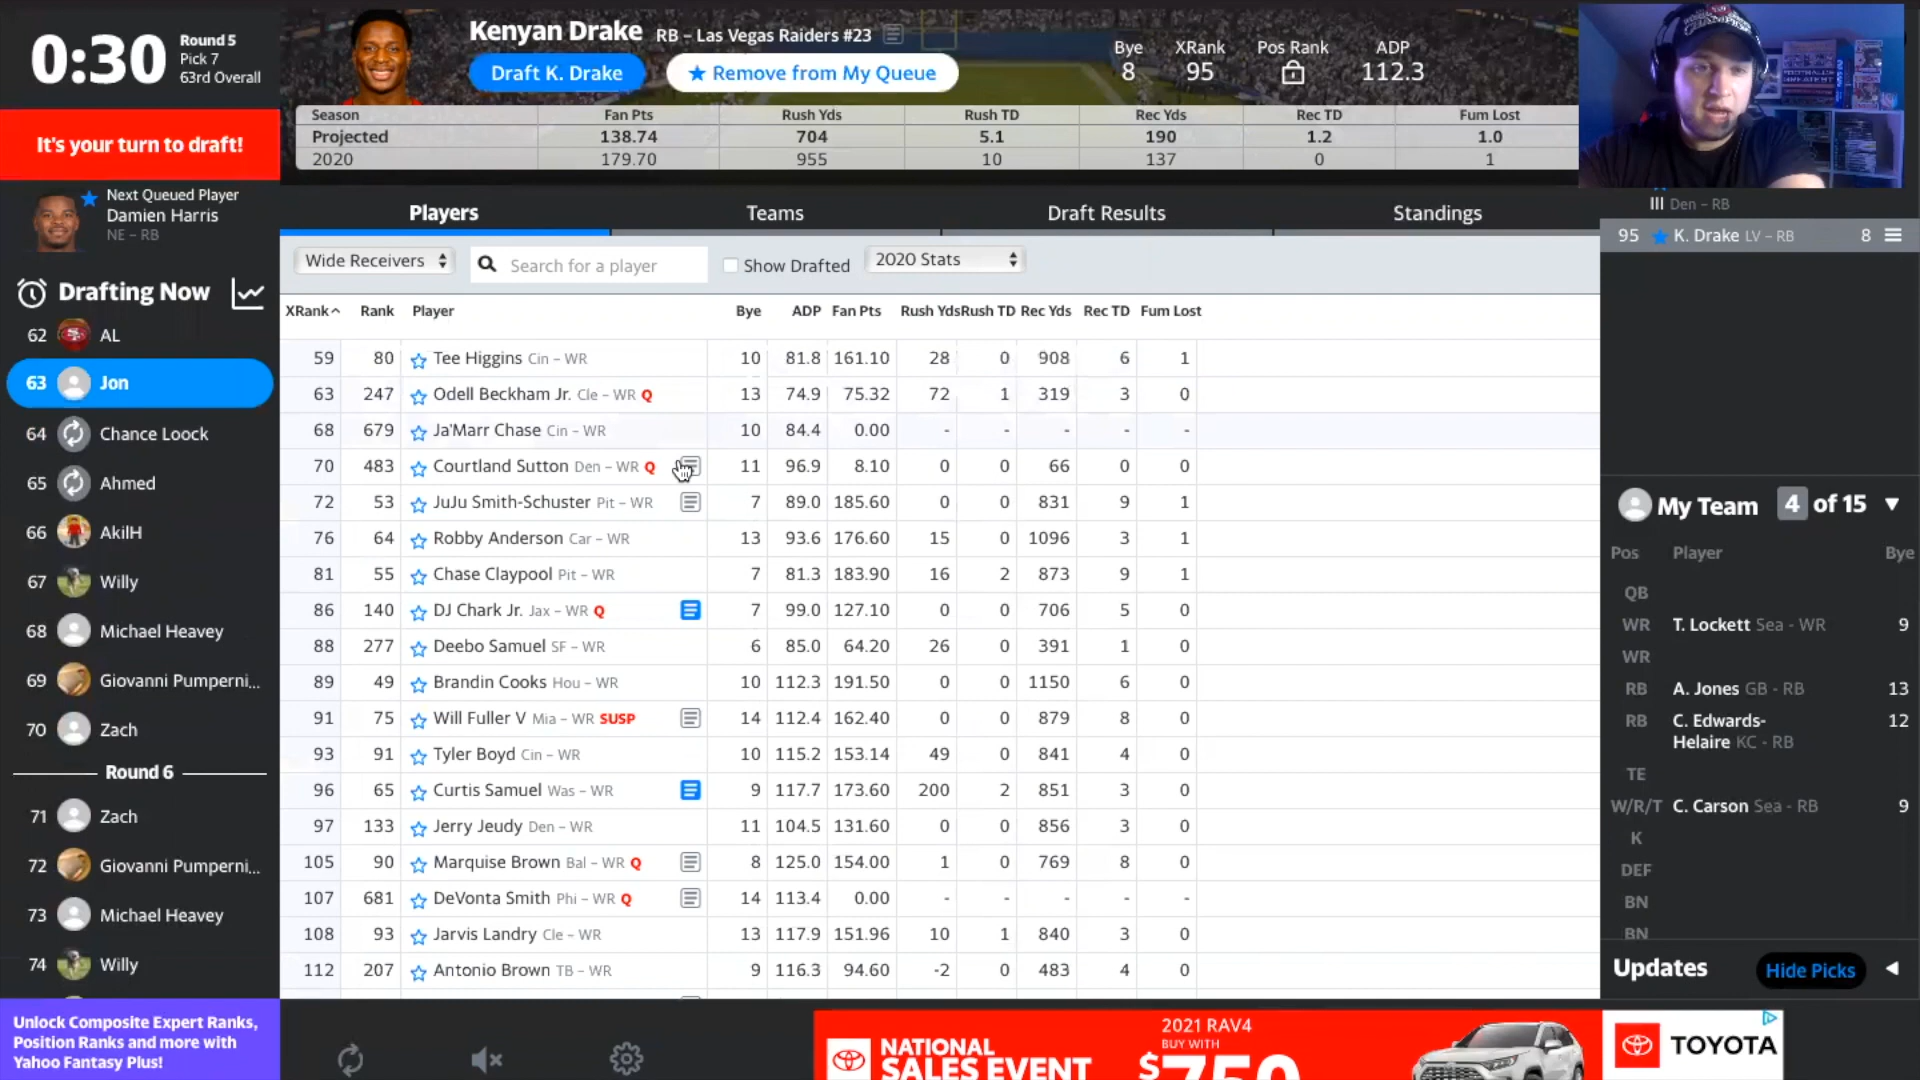 0:30
Round 5
Pick 7
63rd Overall
It's your turn to draft!
Kenyan Drake RB – Las Vegas Raiders #23
Draft K. Drake
★ Remove from My Queue
Bye XRank Pos Rank ADP
8 95 112.3
Season Fan Pts Rush Yds Rush TD Rec Yds Rec TD Fum Lost
Projected 138.74 704 5.1 190 1.2 1.0
2020 179.70 955 10 137 0 1
Next Queued Player
Damien Harris
NE – RB
Drafting Now
62 AL
63 Jon
64 Chance Loock
65 Ahmed
66 AkilH
67 Willy
68 Michael Heavey
69 Giovanni Pumperni...
70 Zach
Round 6
71 Zach
72 Giovanni Pumperni...
73 Michael Heavey
74 Willy
Unlock Composite Expert Ranks,
Position Ranks and more with
Yahoo Fantasy Plus!
Players Teams Draft Results Standings
Wide Receivers Search for a player Show Drafted 2020 Stats
XRank^ Rank Player Bye ADP Fan Pts Rush Yds Rush TD Rec Yds Rec TD Fum Lost
59 80 Tee Higgins Cin – WR 10 81.8 161.10 28 0 908 6 1
63 247 Odell Beckham Jr. Cle – WR Q 13 74.9 75.32 72 1 319 3 0
68 679 Ja'Marr Chase Cin – WR 10 84.4 0.00 - - - - -
70 483 Courtland Sutton Den – WR Q 11 96.9 8.10 0 0 66 0 0
72 53 JuJu Smith-Schuster Pit – WR 7 89.0 185.60 0 0 831 9 1
76 64 Robby Anderson Car – WR 13 93.6 176.60 15 0 1096 3 1
81 55 Chase Claypool Pit – WR 7 81.3 183.90 16 2 873 9 1
86 140 DJ Chark Jr. Jax – WR Q 7 99.0 127.10 0 0 706 5 0
88 277 Deebo Samuel SF – WR 6 85.0 64.20 26 0 391 1 0
89 49 Brandin Cooks Hou – WR 10 112.3 191.50 0 0 1150 6 0
91 75 Will Fuller V Mia – WR SUSP 14 112.4 162.40 0 0 879 8 0
93 91 Tyler Boyd Cin – WR 10 115.2 153.14 49 0 841 4 0
96 65 Curtis Samuel Was – WR 9 117.7 173.60 200 2 851 3 0
97 133 Jerry Jeudy Den – WR 11 104.5 131.60 0 0 856 3 0
105 90 Marquise Brown Bal – WR Q 8 125.0 154.00 1 0 769 8 0
107 681 DeVonta Smith Phi – WR Q 14 113.4 0.00 - - - - -
108 93 Jarvis Landry Cle – WR 13 117.9 151.96 10 1 840 3 0
112 207 Antonio Brown TB – WR 9 116.3 94.60 -2 0 483 4 0
III Den – RB
95 ★ K. Drake LV – RB 8
My Team 4 of 15 ▼
Pos Player Bye
QB
WR T. Lockett Sea - WR 9
WR
RB A. Jones GB - RB 13
RB C. Edwards-
Helaire KC - RB 12
TE
W/R/T C. Carson Sea - RB 9
K
DEF
BN
BN
Updates Hide Picks
NATIONAL
SALES EVENT
2021 RAV4
BUY WITH
$750
TOYOTA